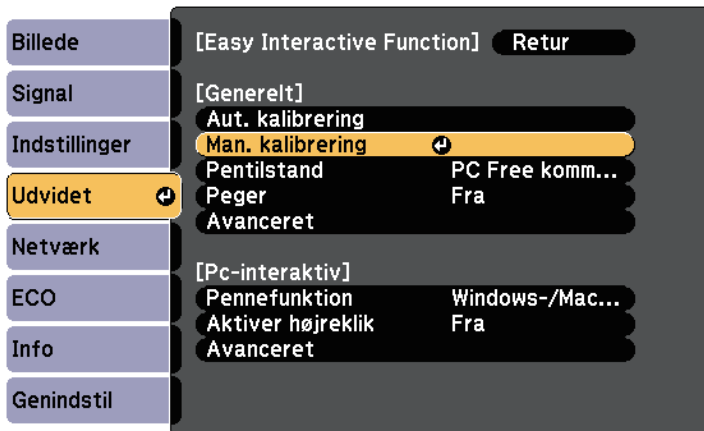 Billede
Signal
Indstillinger
Udvidet
Netværk
ECO
Info
Genindstil
[Easy Interactive Function] Retur
[Generelt]
Aut. kalibrering
Man. kalibrering
Pentilstand PC Free komm...
Peger Fra
Avanceret
[Pc-interaktiv]
Pennefunktion Windows-/Mac...
Aktiver højreklik Fra
Avanceret